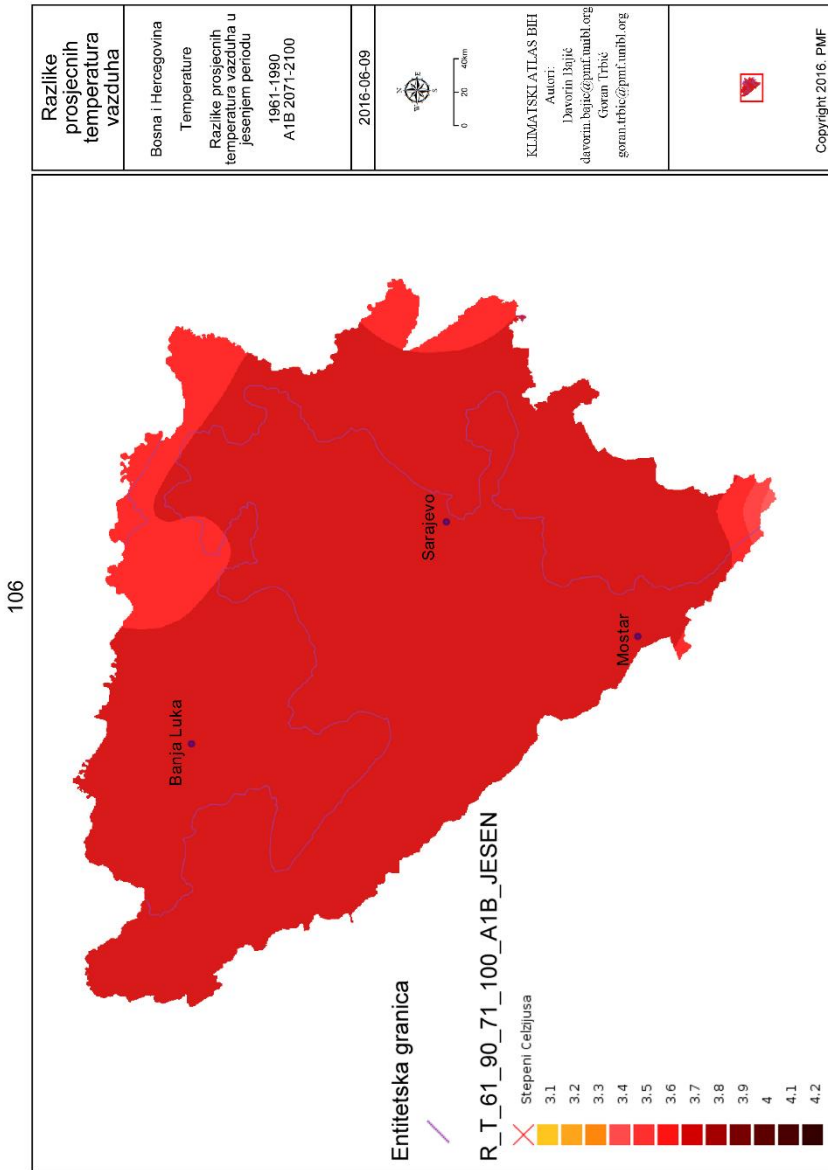 106
Razlike
prosjecnih
temperatura
vazduha
Bosna i Hercegovina
Temperature
Razlike prosjecnih
temperatura vazduha u
jesenjem periodu
1961-1990
A1B 2071-2100
2016-06-09
N
W
E
S
0 20 40km
KLIMATSKI ATLAS BIH
Autori:
Davorin Bajić
davorin.bajic@pmf.unibl.org
Goran Trbić
goran.trbic@pmf.unibl.org
Copyright 2016. PMF
Banja Luka
Sarajevo
Mostar
Entitetska granica
R_T_61_90_71_100_A1B_JESEN
Stepeni Celzijusa
3.1
3.2
3.3
3.4
3.5
3.6
3.7
3.8
3.9
4
4.1
4.2